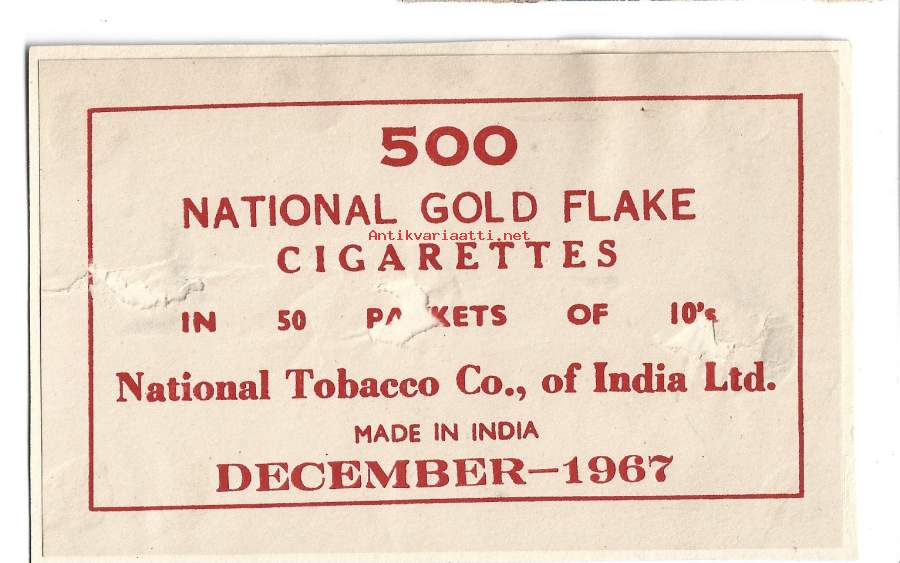 500
NATIONAL GOLD FLAKE
Antikvariaatti.net
CIGARETTES
IN 50 OF 10's
National Tobacco Co., of India Ltd.
MADE IN INDIA
DECEMBER—1967